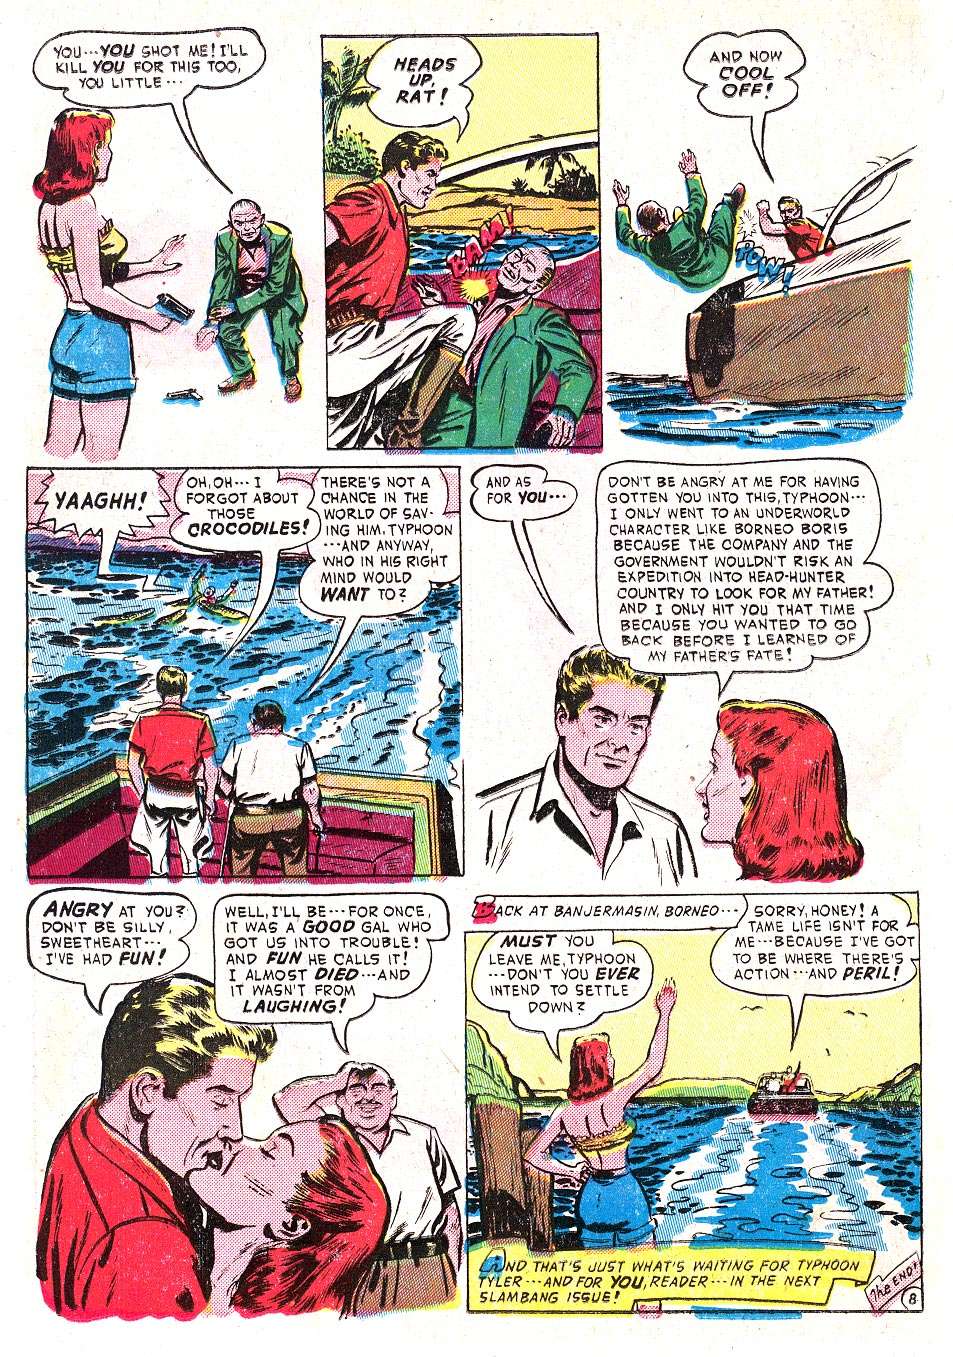 YOU---YOU SHOT ME! I'LL
KILL YOU FOR THIS TOO,
YOU LITTLE---
HEADS
UP,
RAT!
BAM!
AND NOW
COOL
OFF!
POW!
YAAGHH!
OH, OH--- I
FORGOT ABOUT
THOSE
CROCODILES!
THERE'S NOT A
CHANCE IN THE
WORLD OF SAV-
ING HIM, TYPHOON
---AND ANYWAY,
WHO IN HIS RIGHT
MIND WOULD
WANT TO?
AND AS
FOR YOU---
DON'T BE ANGRY AT ME FOR HAVING
GOTTEN YOU INTO THIS, TYPHOON---
I ONLY WENT TO AN UNDERWORLD
CHARACTER LIKE BORNEO BORIS
BECAUSE THE COMPANY AND THE
GOVERNMENT WOULDN'T RISK AN
EXPEDITION INTO HEAD-HUNTER
COUNTRY TO LOOK FOR MY FATHER!
AND I ONLY HIT YOU THAT TIME
BECAUSE YOU WANTED TO GO
BACK BEFORE I LEARNED OF
MY FATHER'S FATE!
ANGRY AT YOU?
DON'T BE SILLY,
SWEETHEART---
I'VE HAD FUN!
WELL, I'LL BE---FOR ONCE,
IT WAS A GOOD GAL WHO
GOT US INTO TROUBLE!
AND FUN HE CALLS IT!
I ALMOST DIED---AND
IT WASN'T FROM
LAUGHING!
BACK AT BANJERMASIN, BORNEO---
MUST YOU
LEAVE ME, TYPHOON
---DON'T YOU EVER
INTEND TO SETTLE
DOWN?
SORRY, HONEY! A
TAME LIFE ISN'T FOR
ME---BECAUSE I'VE GOT
TO BE WHERE THERE'S
ACTION---AND PERIL!
AND THAT'S JUST WHAT'S WAITING FOR TYPHOON
TYLER---AND FOR YOU, READER---IN THE NEXT
SLAMBANG ISSUE!
The END!
8